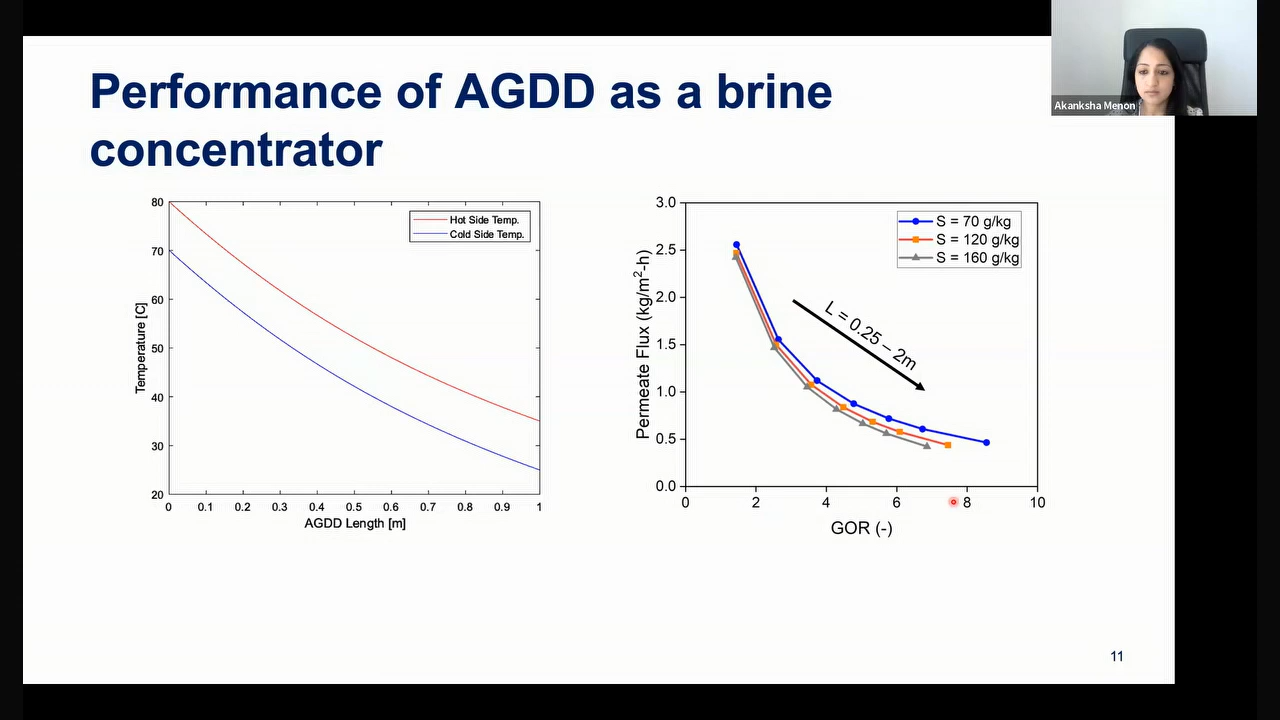 Performance of AGDD as a brine
concentrator
Akanksha Menon
80
70
60
50
40
30
20
Temperature [C]
Hot Side Temp.
Cold Side Temp.
0 0.1 0.2 0.3 0.4 0.5 0.6 0.7 0.8 0.9 1
AGDD Length [m]
3.0
2.5
2.0
1.5
1.0
0.5
0.0
Permeate Flux (kg/m²-h)
S = 70 g/kg
S = 120 g/kg
S = 160 g/kg
L = 0.25 – 2m
0 2 4 6 8 10
GOR (-)
11